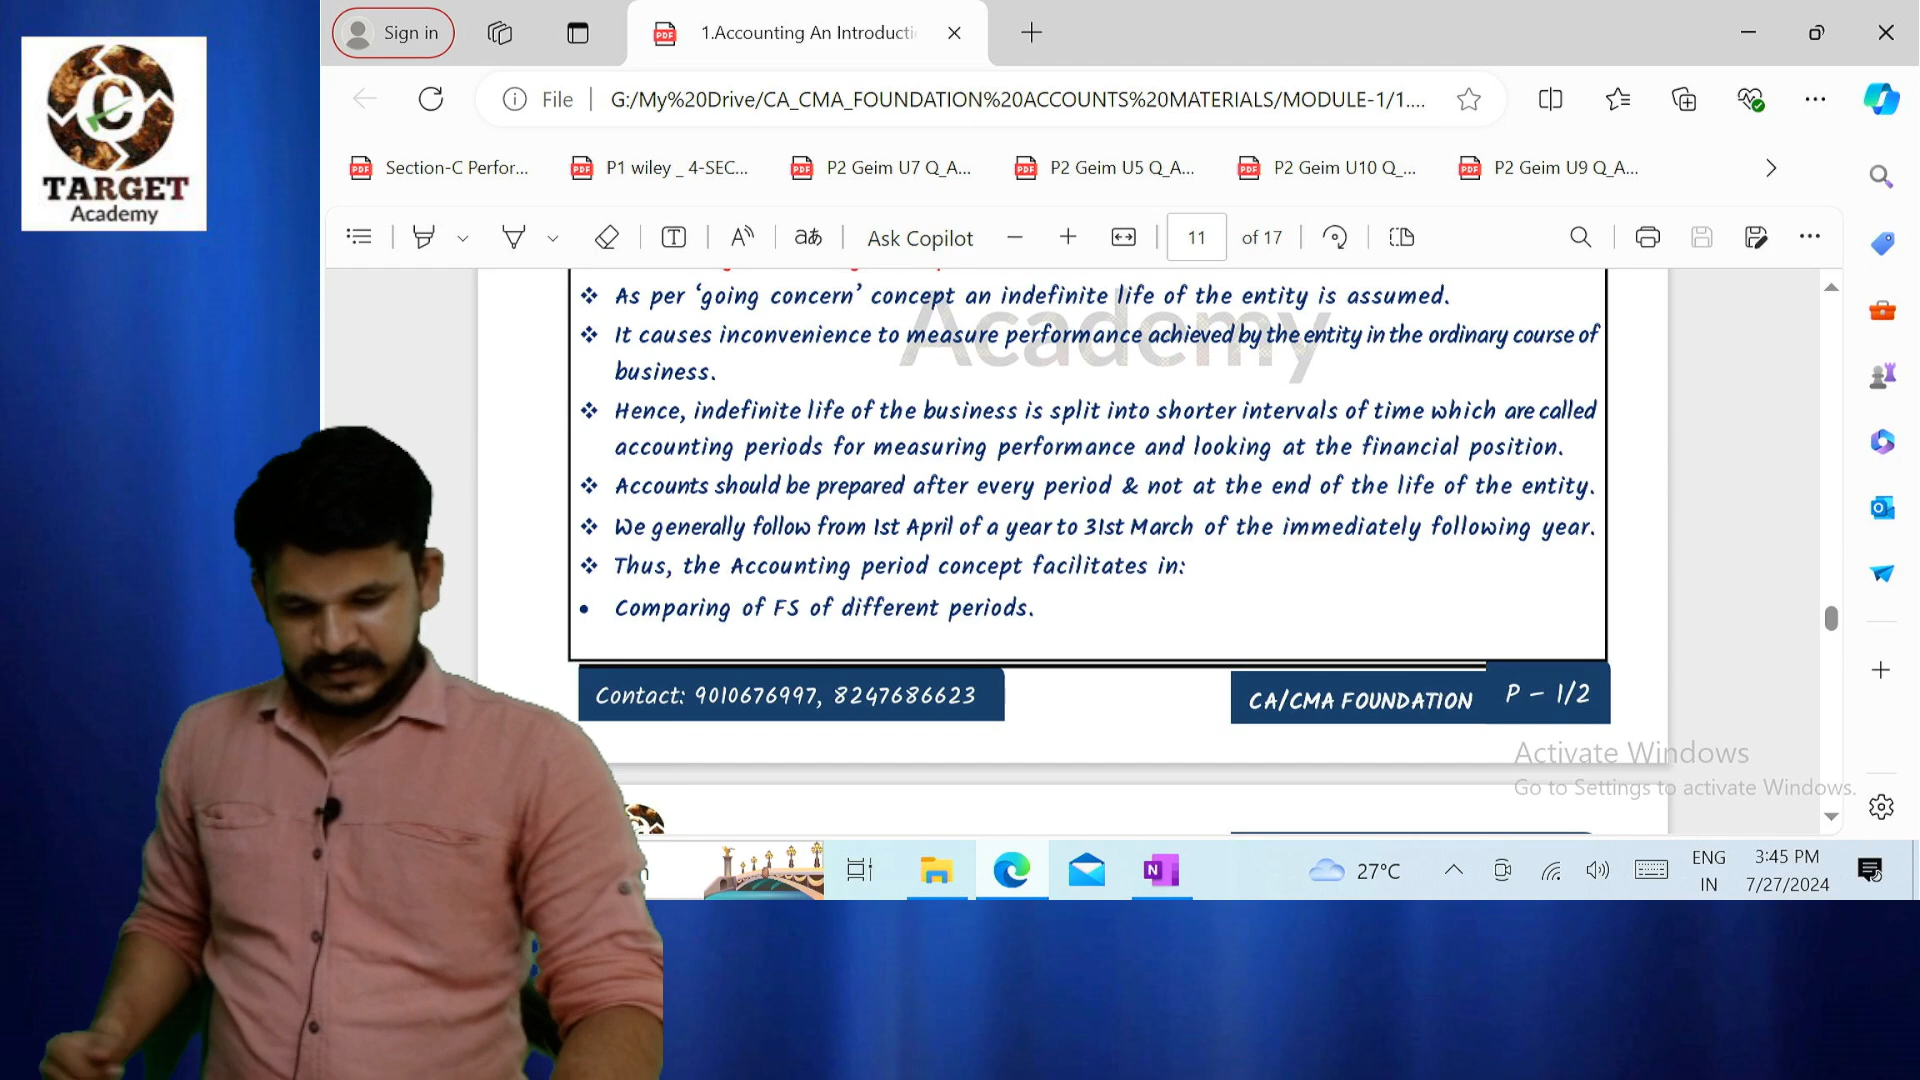 TARGET
Academy
Sign in
1.Accounting An Introducti
File
G:/My%20Drive/CA_CMA_FOUNDATION%20ACCOUNTS%20MATERIALS/MODULE-1/1....
Section-C Perfor...
P1 wiley _ 4-SEC...
P2 Geim U7 Q_A...
P2 Geim U5 Q_A...
P2 Geim U10 Q_...
P2 Geim U9 Q_A...
Ask Copilot
11
of 17
Academy
❖ As per ‘going concern’ concept an indefinite life of the entity is assumed.
❖ It causes inconvenience to measure performance achieved by the entity in the ordinary course of
business.
❖ Hence, indefinite life of the business is split into shorter intervals of time which are called
accounting periods for measuring performance and looking at the financial position.
❖ Accounts should be prepared after every period & not at the end of the life of the entity.
❖ We generally follow from 1st April of a year to 31st March of the immediately following year.
❖ Thus, the Accounting period concept facilitates in:
• Comparing of FS of different periods.
Contact: 9010676997, 8247686623
CA/CMA FOUNDATION
P – 1/2
Activate Windows
Go to Settings to activate Windows.
27°C
ENG
IN
3:45 PM
7/27/2024